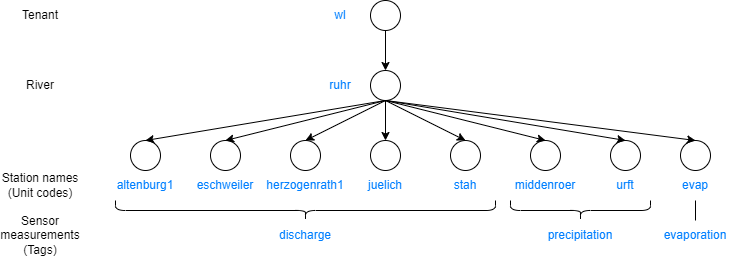 Tenant
wl
River
ruhr
Station names
(Unit codes)
altenburg1
eschweiler
herzogenrath1
juelich
stah
middenroer
urft
evap
Sensor
measurements
(Tags)
discharge
precipitation
evaporation